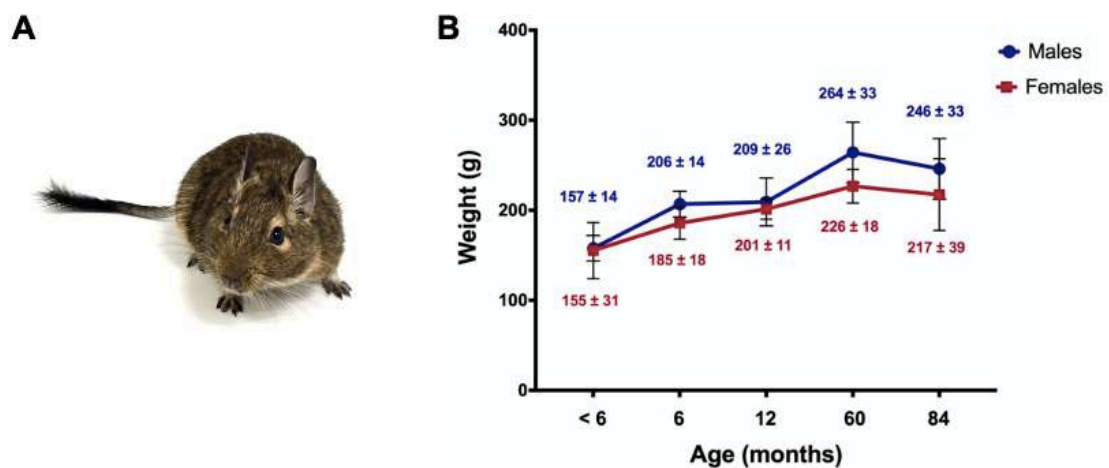 A
B
400
300
200
100
0
Weight (g)
157 ± 14
206 ± 14
209 ± 26
264 ± 33
246 ± 33
155 ± 31
185 ± 18
201 ± 11
226 ± 18
217 ± 39
Males
Females
< 6
6
12
60
84
Age (months)